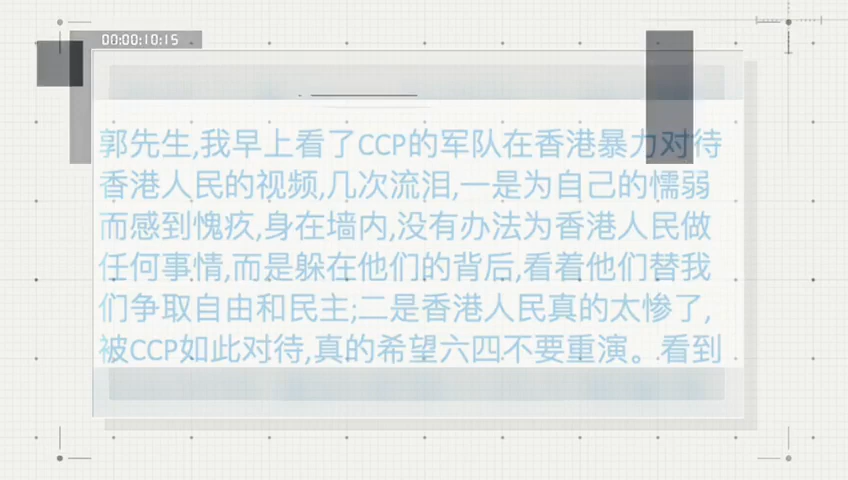 00:00:10:15
郭先生,我早上看了CCP的军队在香港暴力对待
香港人民的视频,几次流泪,一是为自己的懦弱
而感到愧疚,身在墙内,没有办法为香港人民做
任何事情,而是躲在他们的背后,看着他们替我
们争取自由和民主;二是香港人民真的太惨了,
被CCP如此对待,真的希望六四不要重演。看到